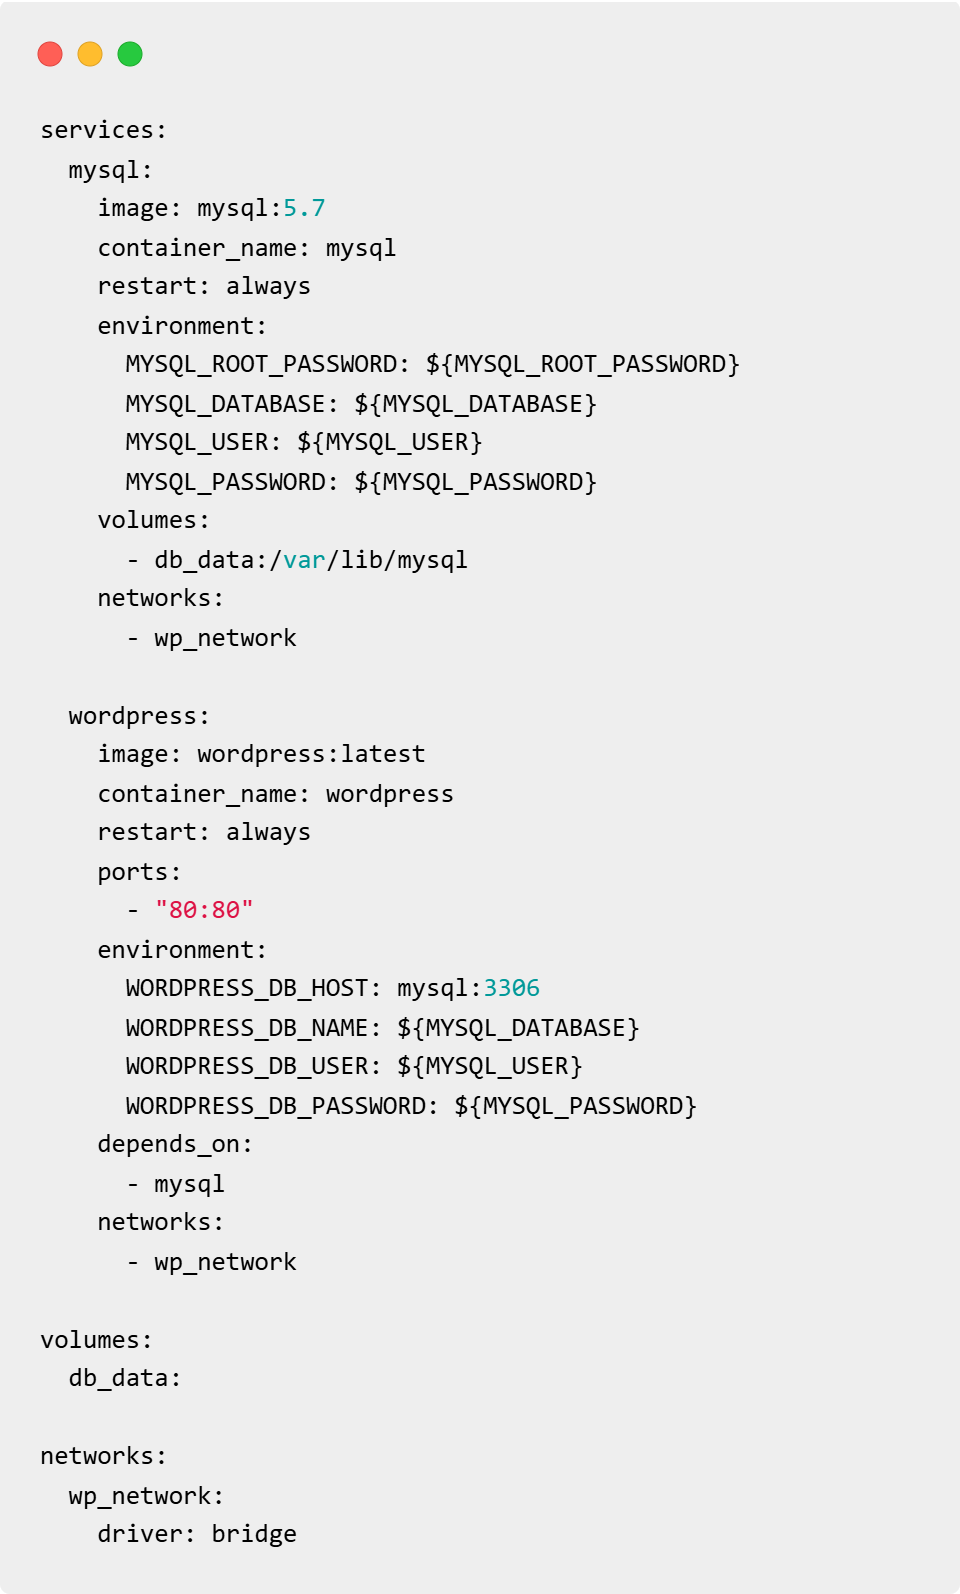 services:
  mysql:
    image: mysql:5.7
    container_name: mysql
    restart: always
    environment:
      MYSQL_ROOT_PASSWORD: ${MYSQL_ROOT_PASSWORD}
      MYSQL_DATABASE: ${MYSQL_DATABASE}
      MYSQL_USER: ${MYSQL_USER}
      MYSQL_PASSWORD: ${MYSQL_PASSWORD}
    volumes:
      - db_data:/var/lib/mysql
    networks:
      - wp_network

  wordpress:
    image: wordpress:latest
    container_name: wordpress
    restart: always
    ports:
      - "80:80"
    environment:
      WORDPRESS_DB_HOST: mysql:3306
      WORDPRESS_DB_NAME: ${MYSQL_DATABASE}
      WORDPRESS_DB_USER: ${MYSQL_USER}
      WORDPRESS_DB_PASSWORD: ${MYSQL_PASSWORD}
    depends_on:
      - mysql
    networks:
      - wp_network

volumes:
  db_data:

networks:
  wp_network:
    driver: bridge